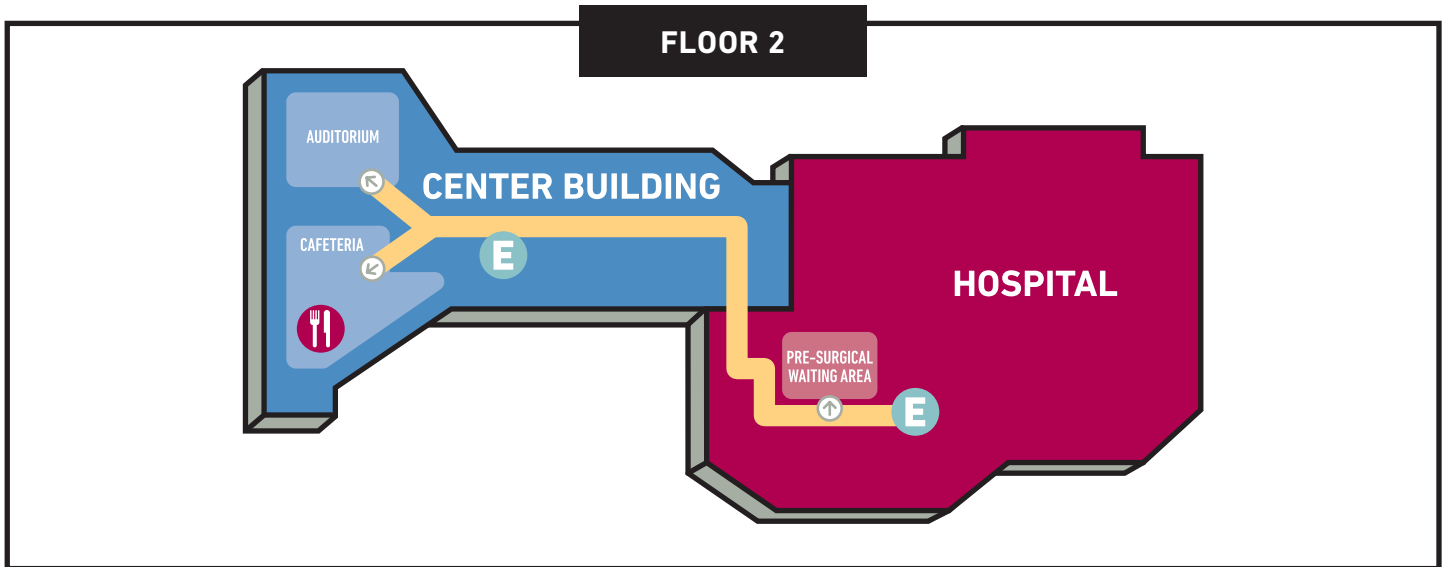 FLOOR 2
AUDITORIUM
CENTER BUILDING
CAFETERIA
E
HOSPITAL
PRE-SURGICAL
WAITING AREA
E